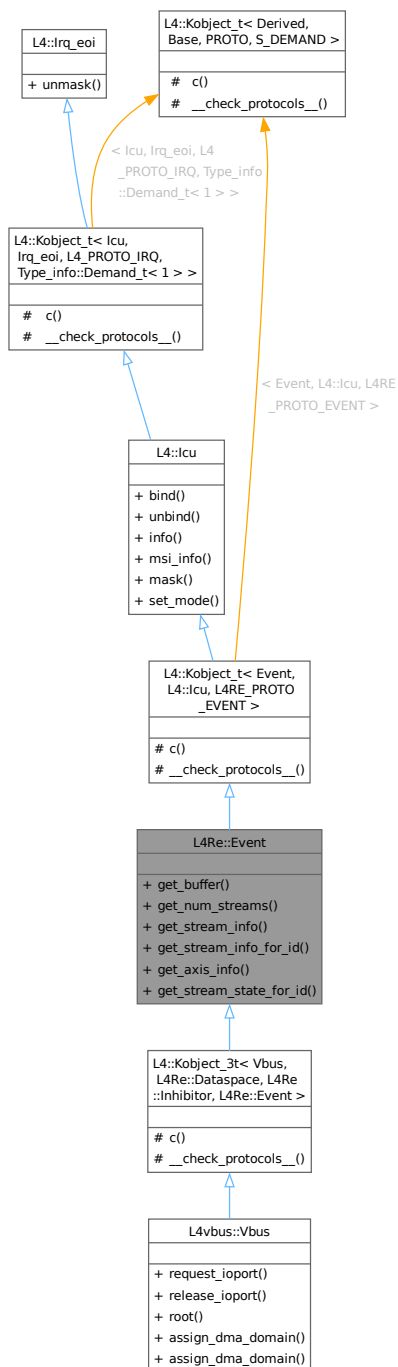 L4::Irq_eoi
+ unmask()
L4::Kobject_t< Derived,
Base, PROTO, S_DEMAND >
# c()
# __check_protocols__()
< Icu, Irq_eoi, L4
_PROTO_IRQ, Type_info
::Demand_t< 1 > >
L4::Kobject_t< Icu,
Irq_eoi, L4_PROTO_IRQ,
Type_info::Demand_t< 1 > >
# c()
# __check_protocols__()
< Event, L4::Icu, L4RE
_PROTO_EVENT >
L4::Icu
+ bind()
+ unbind()
+ info()
+ msi_info()
+ mask()
+ set_mode()
L4::Kobject_t< Event,
L4::Icu, L4RE_PROTO
_EVENT >
# c()
# __check_protocols__()
L4Re::Event
+ get_buffer()
+ get_num_streams()
+ get_stream_info()
+ get_stream_info_for_id()
+ get_axis_info()
+ get_stream_state_for_id()
L4::Kobject_3t< Vbus,
L4Re::Dataspace, L4Re
::Inhibitor, L4Re::Event >
# c()
# __check_protocols__()
L4vbus::Vbus
+ request_ioport()
+ release_ioport()
+ root()
+ assign_dma_domain()
+ assign_dma_domain()